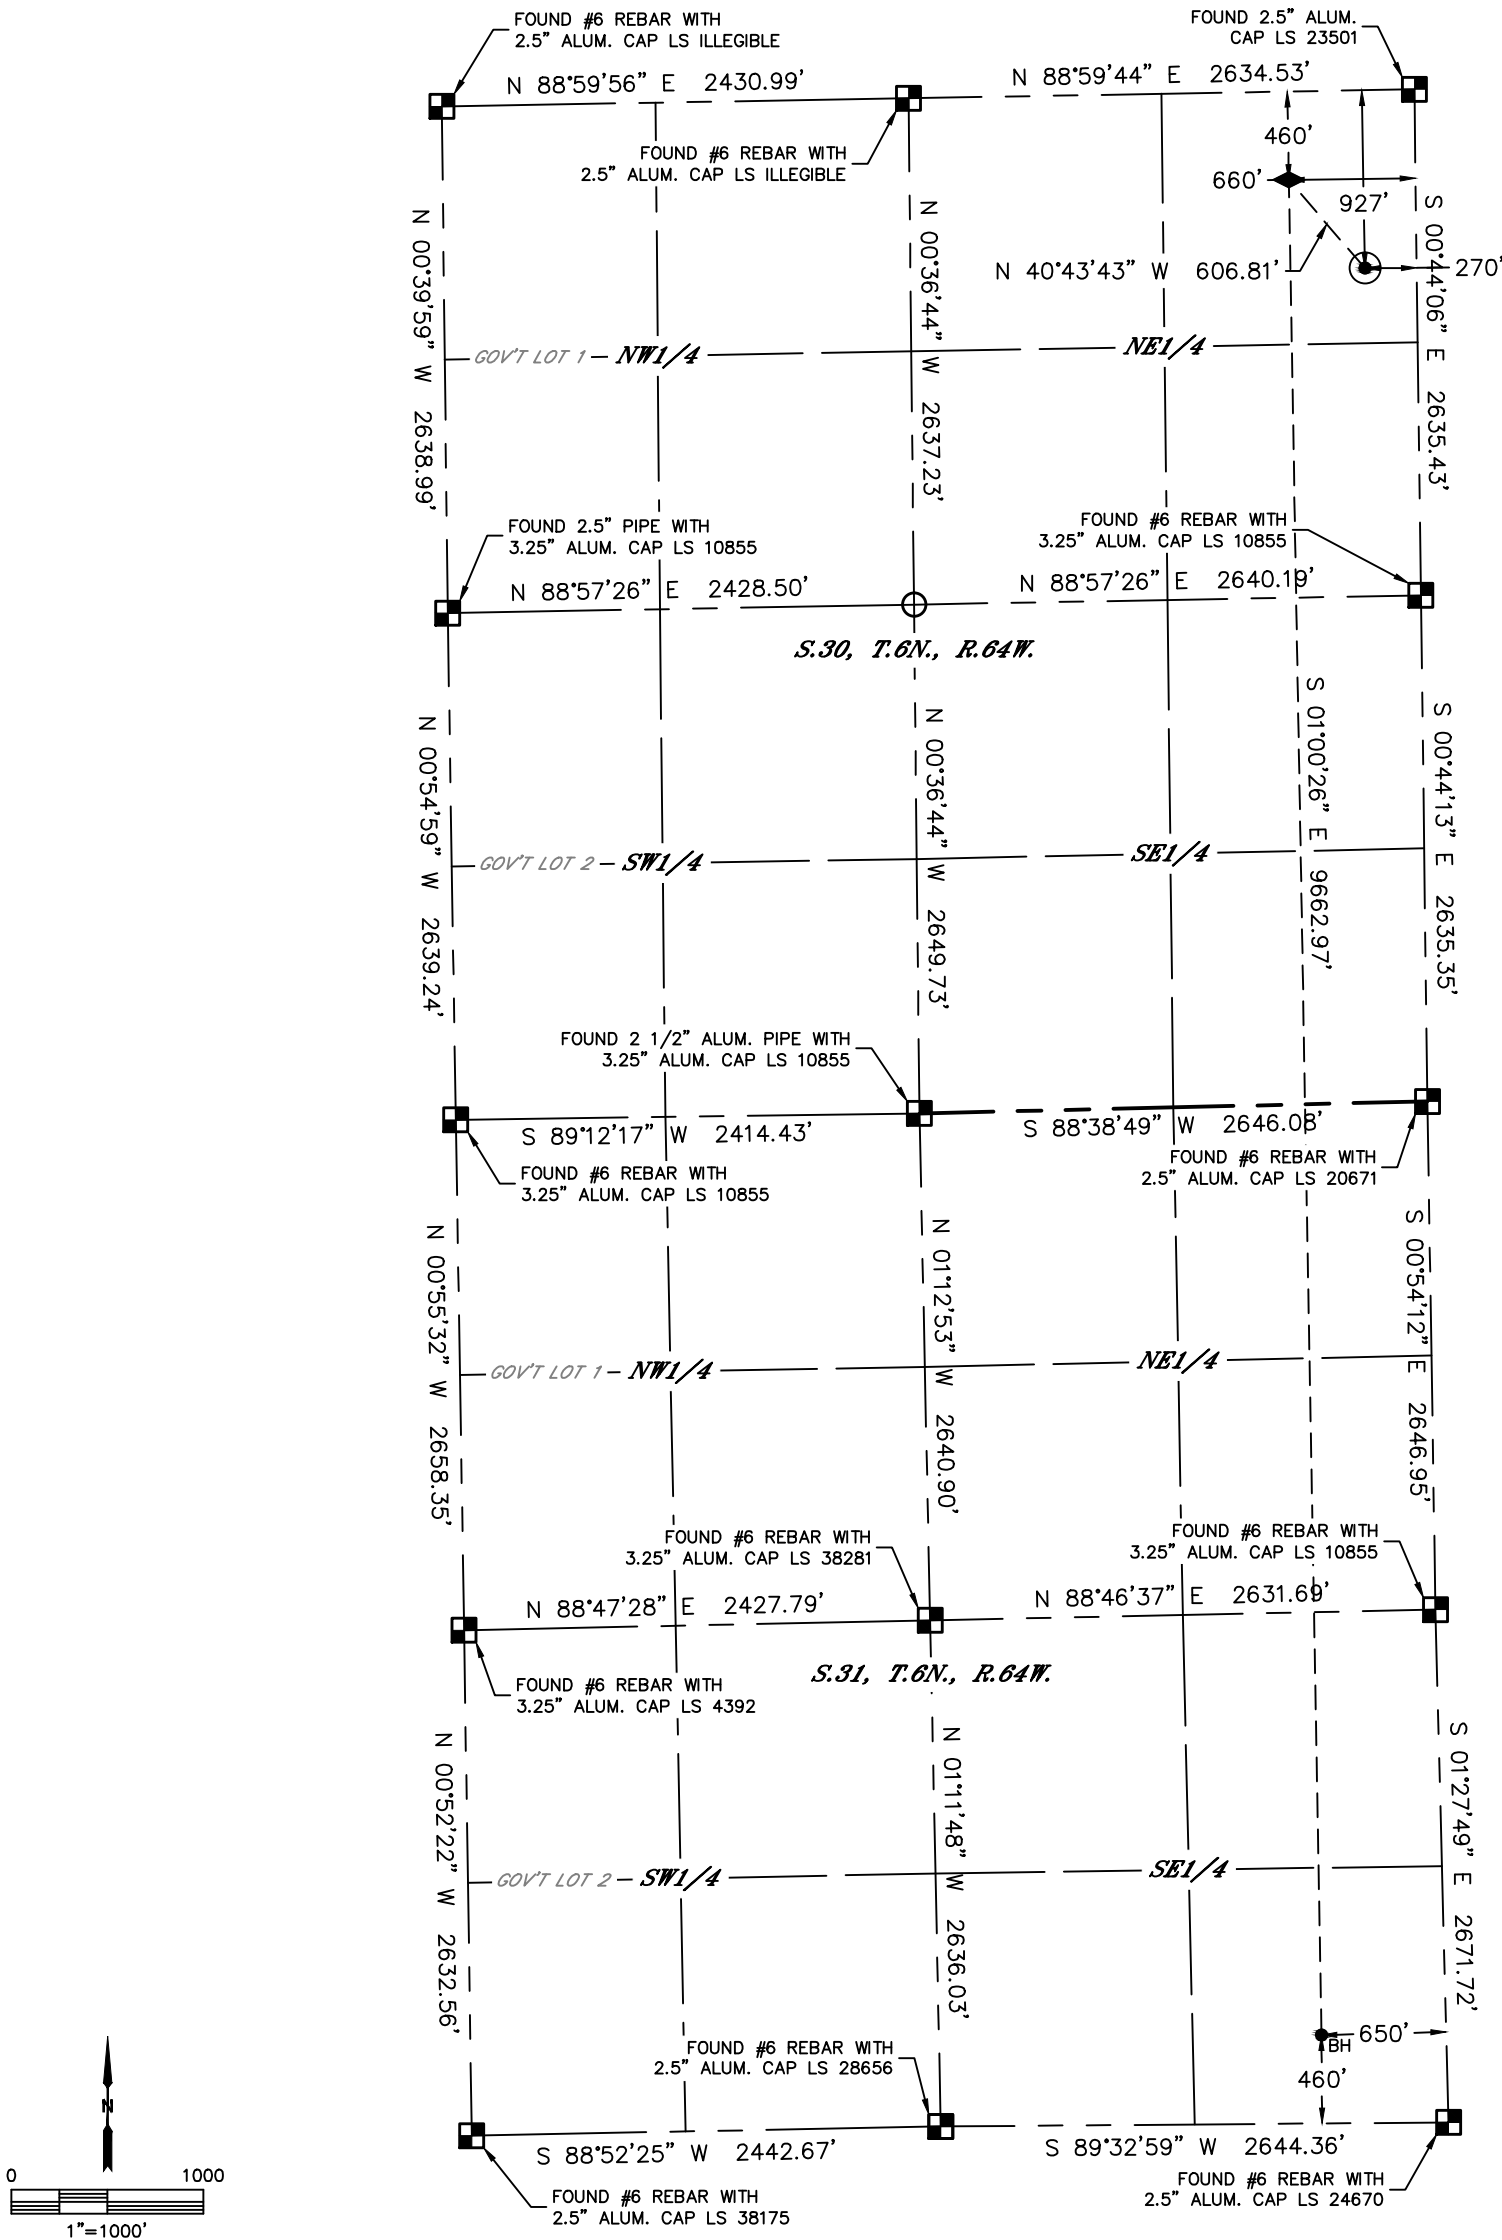 FOUND #6 REBAR WITH
2.5" ALUM. CAP LS ILLEGIBLE
FOUND 2.5" ALUM.
CAP LS 23501
N 88°59'56" E 2430.99'
N 88°59'44" E 2634.53'
FOUND #6 REBAR WITH
2.5" ALUM. CAP LS ILLEGIBLE
460'
660'
927'
N 40°43'43" W 606.81'
270'
N 00°39'59" W 2638.99'
N 00°36'44" W 2637.23'
S 00°44'06" E 2635.43'
GOV'T LOT 1
NW1/4
NE1/4
FOUND 2.5" PIPE WITH
3.25" ALUM. CAP LS 10855
FOUND #6 REBAR WITH
3.25" ALUM. CAP LS 10855
N 88°57'26" E 2428.50'
N 88°57'26" E 2640.19'
S.30, T.6N., R.64W.
N 00°54'59" W 2639.24'
N 00°36'44" W 2649.73'
S 01°00'26" E 9662.97'
S 00°44'13" E 2635.35'
GOV'T LOT 2
SW1/4
SE1/4
FOUND 2 1/2" ALUM. PIPE WITH
3.25" ALUM. CAP LS 10855
S 89°12'17" W 2414.43'
S 88°38'49" W 2646.08'
FOUND #6 REBAR WITH
3.25" ALUM. CAP LS 10855
FOUND #6 REBAR WITH
2.5" ALUM. CAP LS 20671
N 00°55'32" W 2658.35'
N 01°12'53" W 2640.90'
S 00°54'12" E 2646.95'
GOV'T LOT 1
NW1/4
NE1/4
FOUND #6 REBAR WITH
3.25" ALUM. CAP LS 38281
FOUND #6 REBAR WITH
3.25" ALUM. CAP LS 10855
N 88°47'28" E 2427.79'
N 88°46'37" E 2631.69'
S.31, T.6N., R.64W.
FOUND #6 REBAR WITH
3.25" ALUM. CAP LS 4392
N 00°52'22" W 2632.56'
N 01°11'48" W 2636.03'
S 01°27'49" E 2671.72'
GOV'T LOT 2
SW1/4
SE1/4
BH
650'
460'
FOUND #6 REBAR WITH
2.5" ALUM. CAP LS 28656
S 88°52'25" W 2442.67'
S 89°32'59" W 2644.36'
FOUND #6 REBAR WITH
2.5" ALUM. CAP LS 38175
FOUND #6 REBAR WITH
2.5" ALUM. CAP LS 24670
N
0 1000
1"=1000'